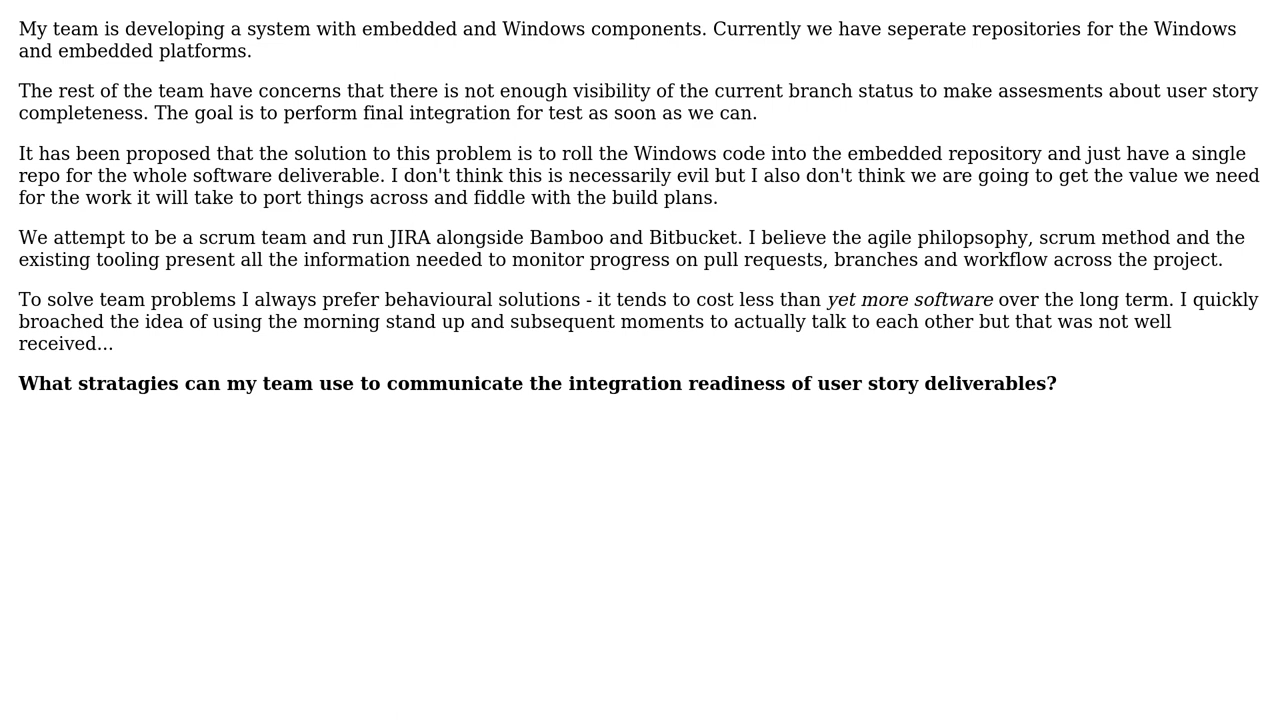 My team is developing a system with embedded and Windows components. Currently we have seperate repositories for the Windows
and embedded platforms.
The rest of the team have concerns that there is not enough visibility of the current branch status to make assesments about user story
completeness. The goal is to perform final integration for test as soon as we can.
It has been proposed that the solution to this problem is to roll the Windows code into the embedded repository and just have a single
repo for the whole software deliverable. I don't think this is necessarily evil but I also don't think we are going to get the value we need
for the work it will take to port things across and fiddle with the build plans.
We attempt to be a scrum team and run JIRA alongside Bamboo and Bitbucket. I believe the agile philopsophy, scrum method and the
existing tooling present all the information needed to monitor progress on pull requests, branches and workflow across the project.
To solve team problems I always prefer behavioural solutions - it tends to cost less than yet more software over the long term. I quickly
broached the idea of using the morning stand up and subsequent moments to actually talk to each other but that was not well
received...
What stratagies can my team use to communicate the integration readiness of user story deliverables?